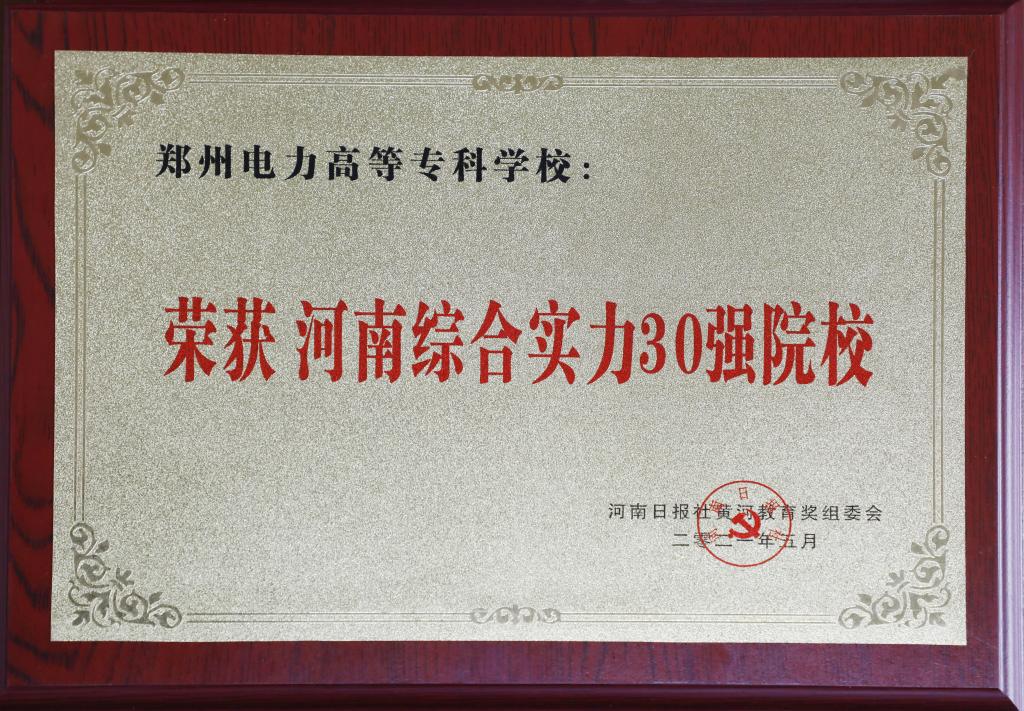 郑州电力高等专科学校：
荣获 河南综合实力30强院校
河南日报社黄河教育奖组委会
二零二一年五月